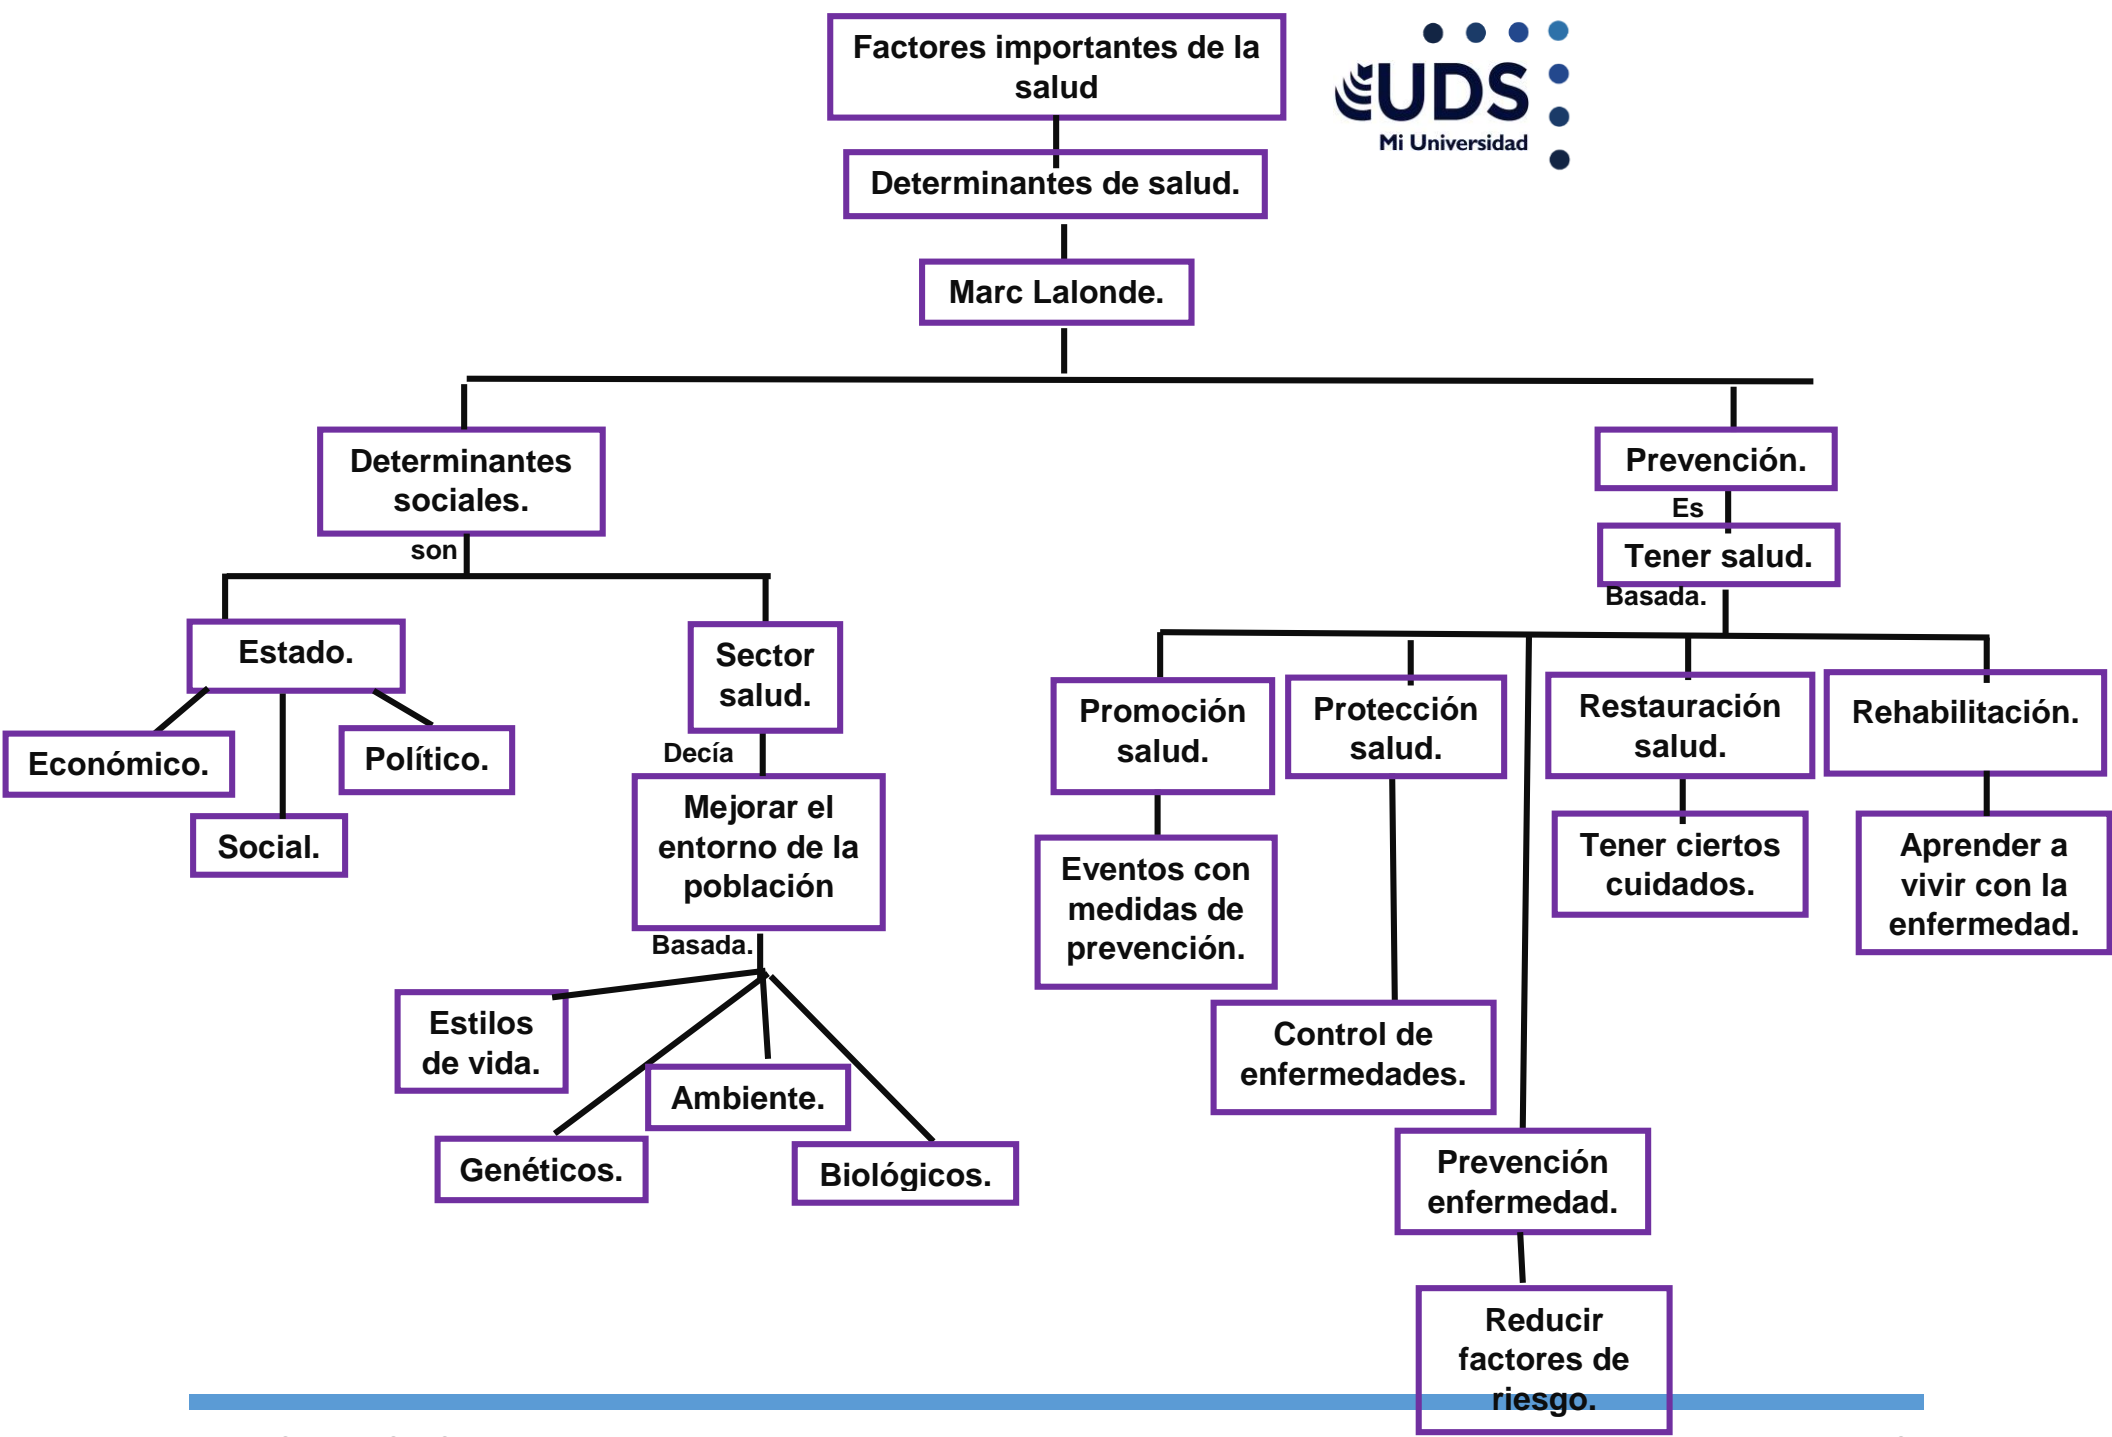 Factores importantes de la
salud
UDS
Mi Universidad
Determinantes de salud.
Marc Lalonde.
Determinantes
sociales.
son
Estado.
Económico.
Social.
Político.
Sector
salud.
Decía
Mejorar el
entorno de la
población
Basada.
Estilos
de vida.
Genéticos.
Ambiente.
Biológicos.
Prevención.
Es
Tener salud.
Basada.
Promoción
salud.
Eventos con
medidas de
prevención.
Protección
salud.
Control de
enfermedades.
Prevención
enfermedad.
Reducir
factores de
riesgo.
Restauración
salud.
Tener ciertos
cuidados.
Rehabilitación.
Aprender a
vivir con la
enfermedad.